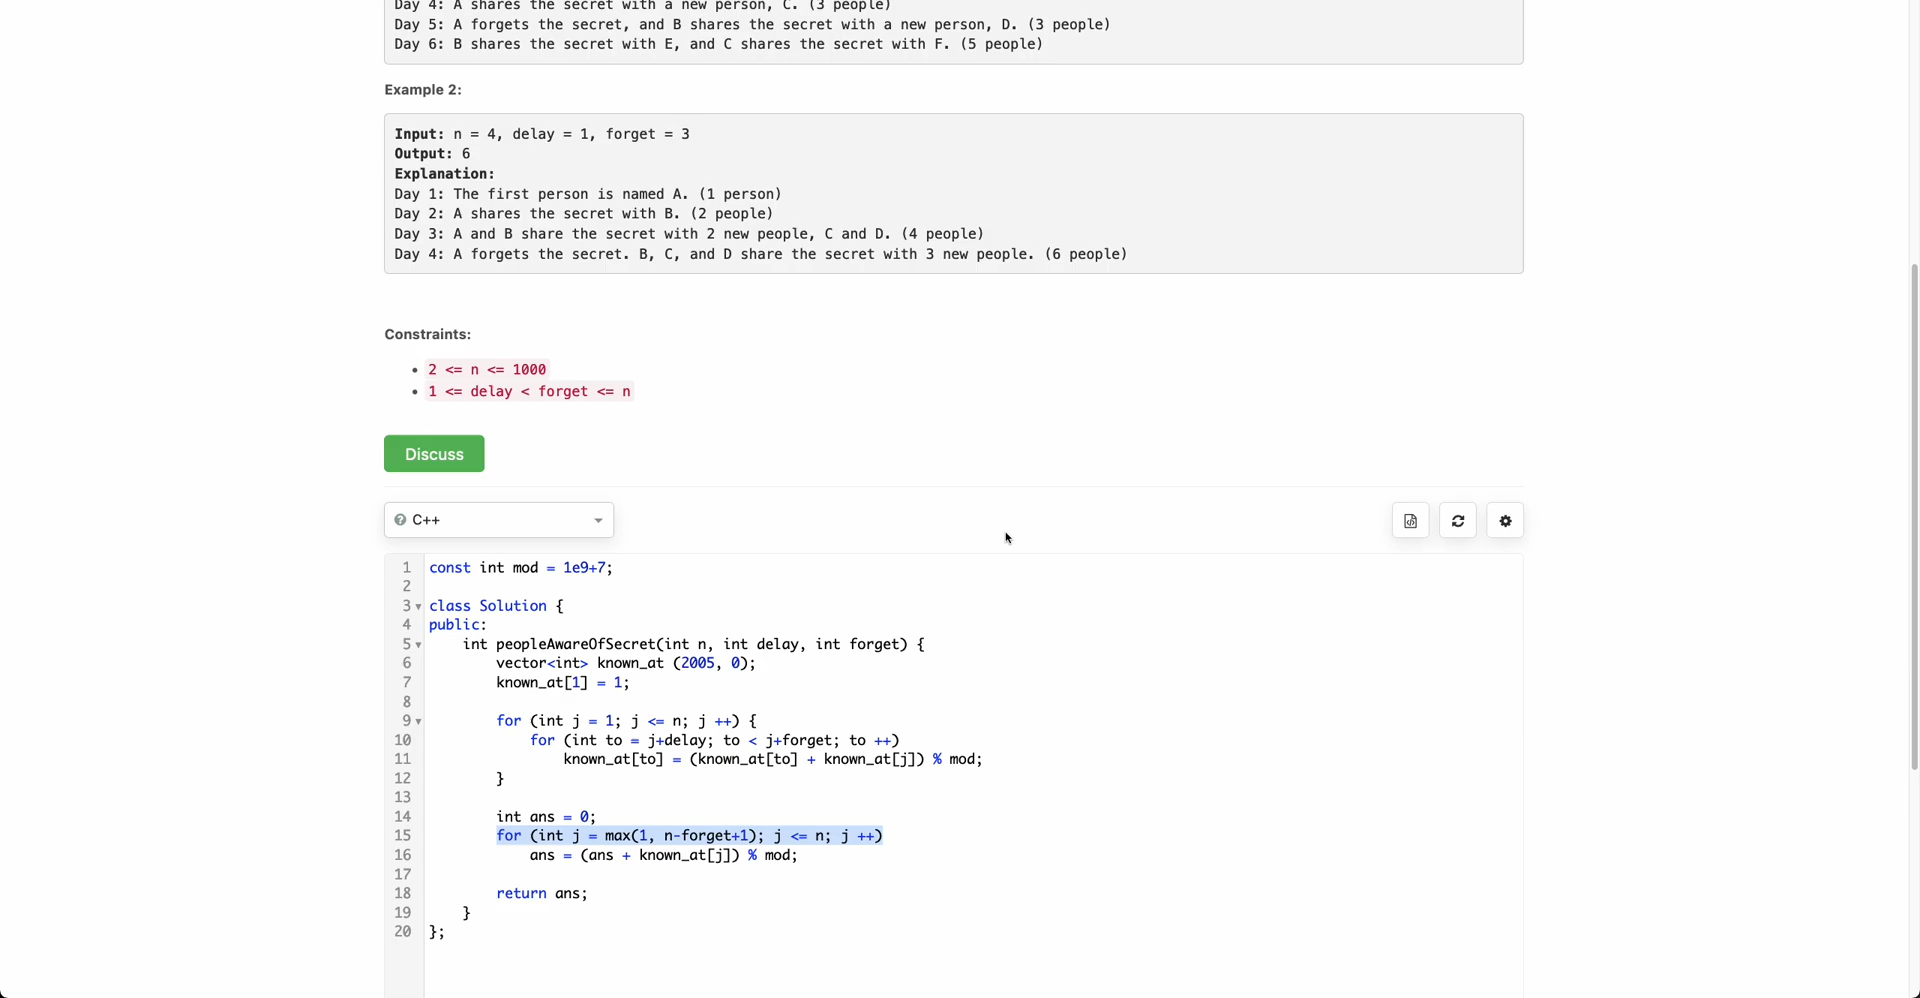 Day 4: A shares the secret with a new person, C. (3 people)
Day 5: A forgets the secret, and B shares the secret with a new person, D. (3 people)
Day 6: B shares the secret with E, and C shares the secret with F. (5 people)
Example 2:
Input: n = 4, delay = 1, forget = 3
Output: 6
Explanation:
Day 1: The first person is named A. (1 person)
Day 2: A shares the secret with B. (2 people)
Day 3: A and B share the secret with 2 new people, C and D. (4 people)
Day 4: A forgets the secret. B, C, and D share the secret with 3 new people. (6 people)
Constraints:
• 2 <= n <= 1000
• 1 <= delay < forget <= n
Discuss
C++
1 const int mod = 1e9+7;
2
3 class Solution {
4 public:
5     int peopleAwareOfSecret(int n, int delay, int forget) {
6         vector<int> known_at (2005, 0);
7         known_at[1] = 1;
8
9         for (int j = 1; j <= n; j ++) {
10             for (int to = j+delay; to < j+forget; to ++)
11                 known_at[to] = (known_at[to] + known_at[j]) % mod;
12         }
13
14         int ans = 0;
15         for (int j = max(1, n-forget+1); j <= n; j ++)
16             ans = (ans + known_at[j]) % mod;
17
18         return ans;
19     }
20 };